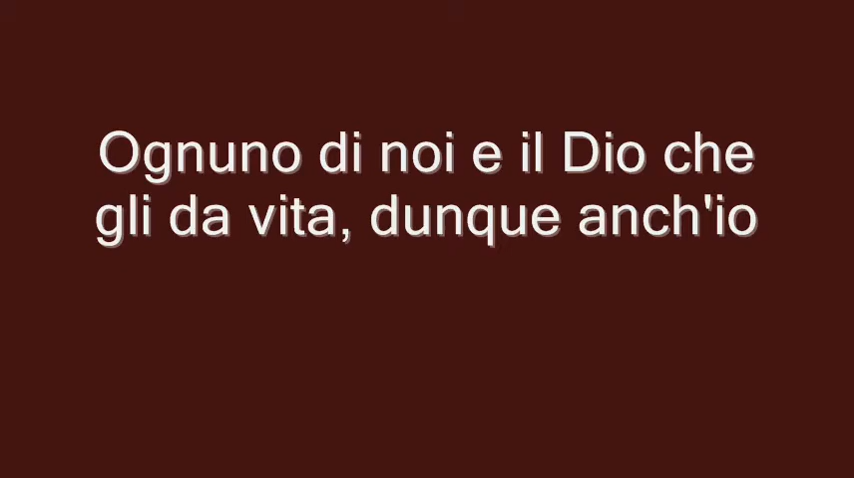 Ognuno di noi e il Dio che
gli da vita, dunque anch'io